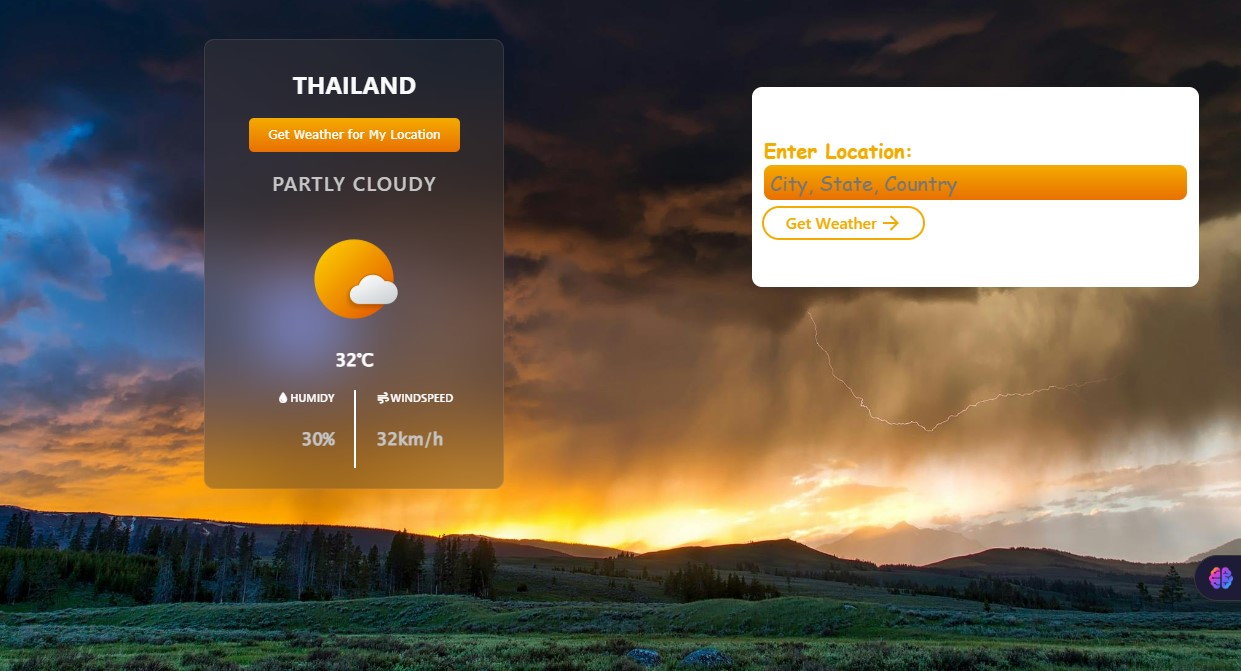 THAILAND
Get Weather for My Location
PARTLY CLOUDY
32°C
HUMIDY
WINDSPEED
30%
32km/h
Enter Location:
City, State, Country
Get Weather →